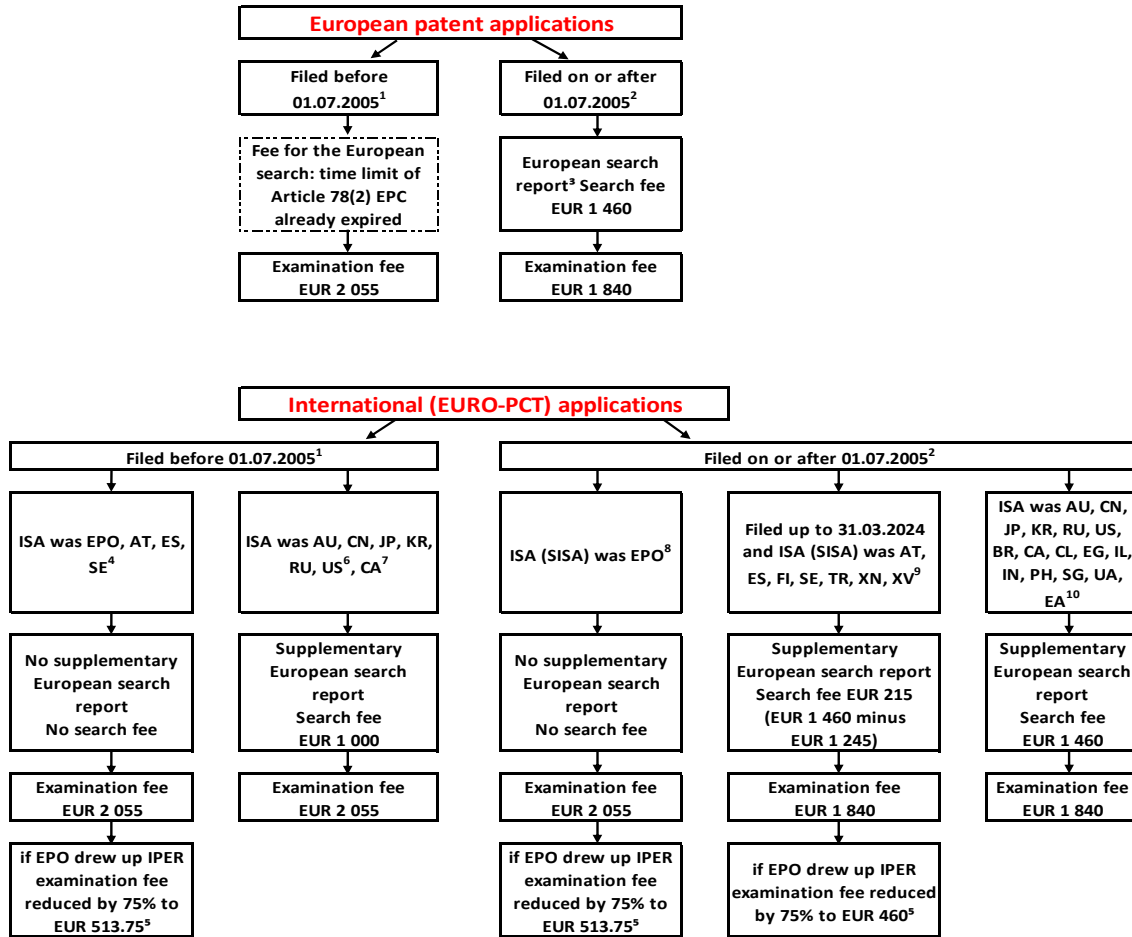 European patent applications
Filed before
01.07.2005¹
Filed on or after
01.07.2005²
Fee for the European
search: time limit of
Article 78(2) EPC
already expired
European search
report³ Search fee
EUR 1 460
Examination fee
EUR 2 055
Examination fee
EUR 1 840
International (EURO-PCT) applications
Filed before 01.07.2005¹
Filed on or after 01.07.2005²
ISA was EPO, AT, ES,
SE⁴
ISA was AU, CN, JP, KR,
RU, US⁶, CA⁷
ISA (SISA) was EPO⁸
Filed up to 31.03.2024
and ISA (SISA) was AT,
ES, FI, SE, TR, XN, XV⁹
ISA was AU, CN,
JP, KR, RU, US,
BR, CA, CL, EG, IL,
IN, PH, SG, UA,
EA¹⁰
No supplementary
European search
report
No search fee
Supplementary
European search
report
Search fee
EUR 1 000
No supplementary
European search
report
No search fee
Supplementary
European search report
Search fee EUR 215
(EUR 1 460 minus
EUR 1 245)
Supplementary
European search
report
Search fee
EUR 1 460
Examination fee
EUR 2 055
Examination fee
EUR 2 055
Examination fee
EUR 2 055
Examination fee
EUR 1 840
Examination fee
EUR 1 840
if EPO drew up IPER
examination fee
reduced by 75% to
EUR 513.75⁵
if EPO drew up IPER
examination fee
reduced by 75% to
EUR 513.75⁵
if EPO drew up IPER
examination fee reduced
by 75% to EUR 460⁵